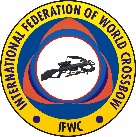 INTERNATIONAL FEDERATION OF WORLD CROSSBOW
IFWC